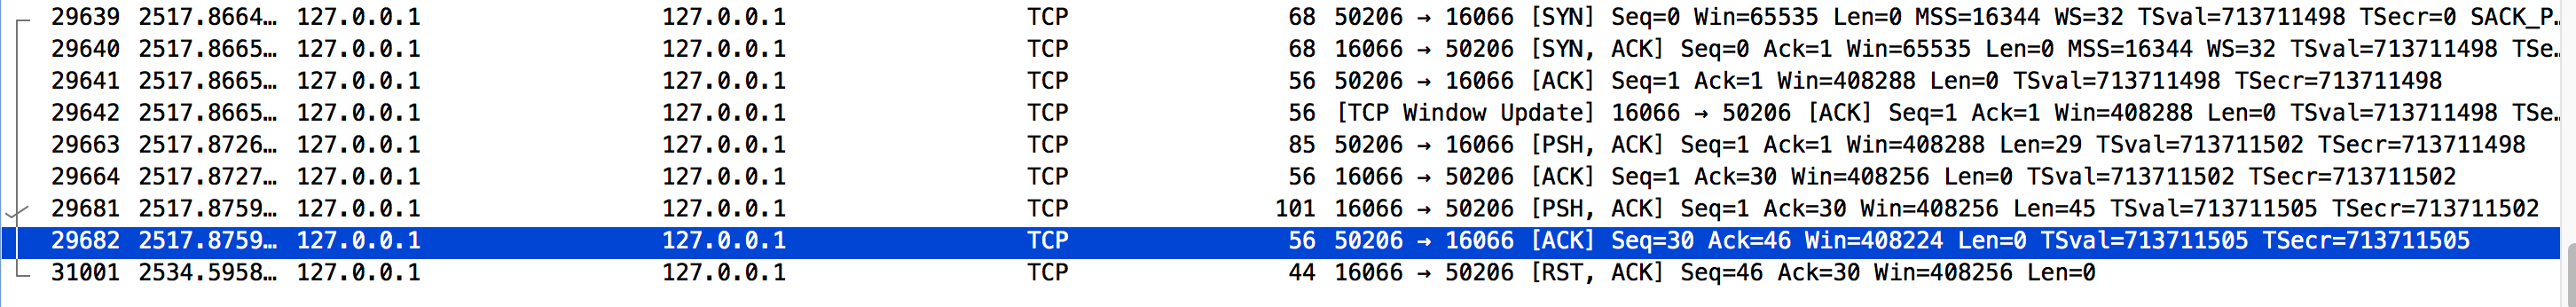 29639 2517.8664… 127.0.0.1 127.0.0.1 TCP 68 50206 → 16066 [SYN] Seq=0 Win=65535 Len=0 MSS=16344 WS=32 TSval=713711498 TSecr=0 SACK_P…
29640 2517.8665… 127.0.0.1 127.0.0.1 TCP 68 16066 → 50206 [SYN, ACK] Seq=0 Ack=1 Win=65535 Len=0 MSS=16344 WS=32 TSval=713711498 TSe…
29641 2517.8665… 127.0.0.1 127.0.0.1 TCP 56 50206 → 16066 [ACK] Seq=1 Ack=1 Win=408288 Len=0 TSval=713711498 TSecr=713711498
29642 2517.8665… 127.0.0.1 127.0.0.1 TCP 56 [TCP Window Update] 16066 → 50206 [ACK] Seq=1 Ack=1 Win=408288 Len=0 TSval=713711498 TSe…
29663 2517.8726… 127.0.0.1 127.0.0.1 TCP 85 50206 → 16066 [PSH, ACK] Seq=1 Ack=1 Win=408288 Len=29 TSval=713711502 TSecr=713711498
29664 2517.8727… 127.0.0.1 127.0.0.1 TCP 56 16066 → 50206 [ACK] Seq=1 Ack=30 Win=408256 Len=0 TSval=713711502 TSecr=713711502
29681 2517.8759… 127.0.0.1 127.0.0.1 TCP 101 16066 → 50206 [PSH, ACK] Seq=1 Ack=30 Win=408256 Len=45 TSval=713711505 TSecr=713711502
29682 2517.8759… 127.0.0.1 127.0.0.1 TCP 56 50206 → 16066 [ACK] Seq=30 Ack=46 Win=408224 Len=0 TSval=713711505 TSecr=713711505
31001 2534.5958… 127.0.0.1 127.0.0.1 TCP 44 16066 → 50206 [RST, ACK] Seq=46 Ack=30 Win=408256 Len=0